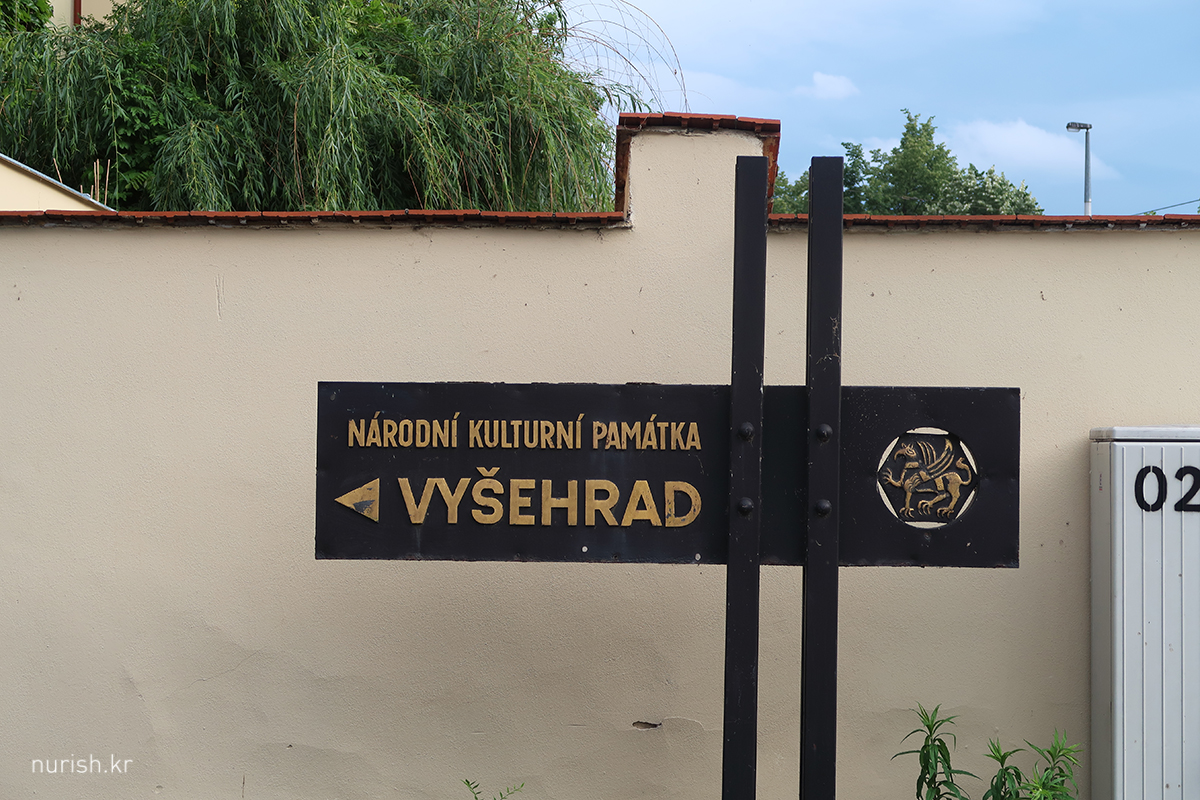 NÁRODNÍ KULTURNÍ PAMÁTKA
VYŠEHRAD
02
nurish.kr